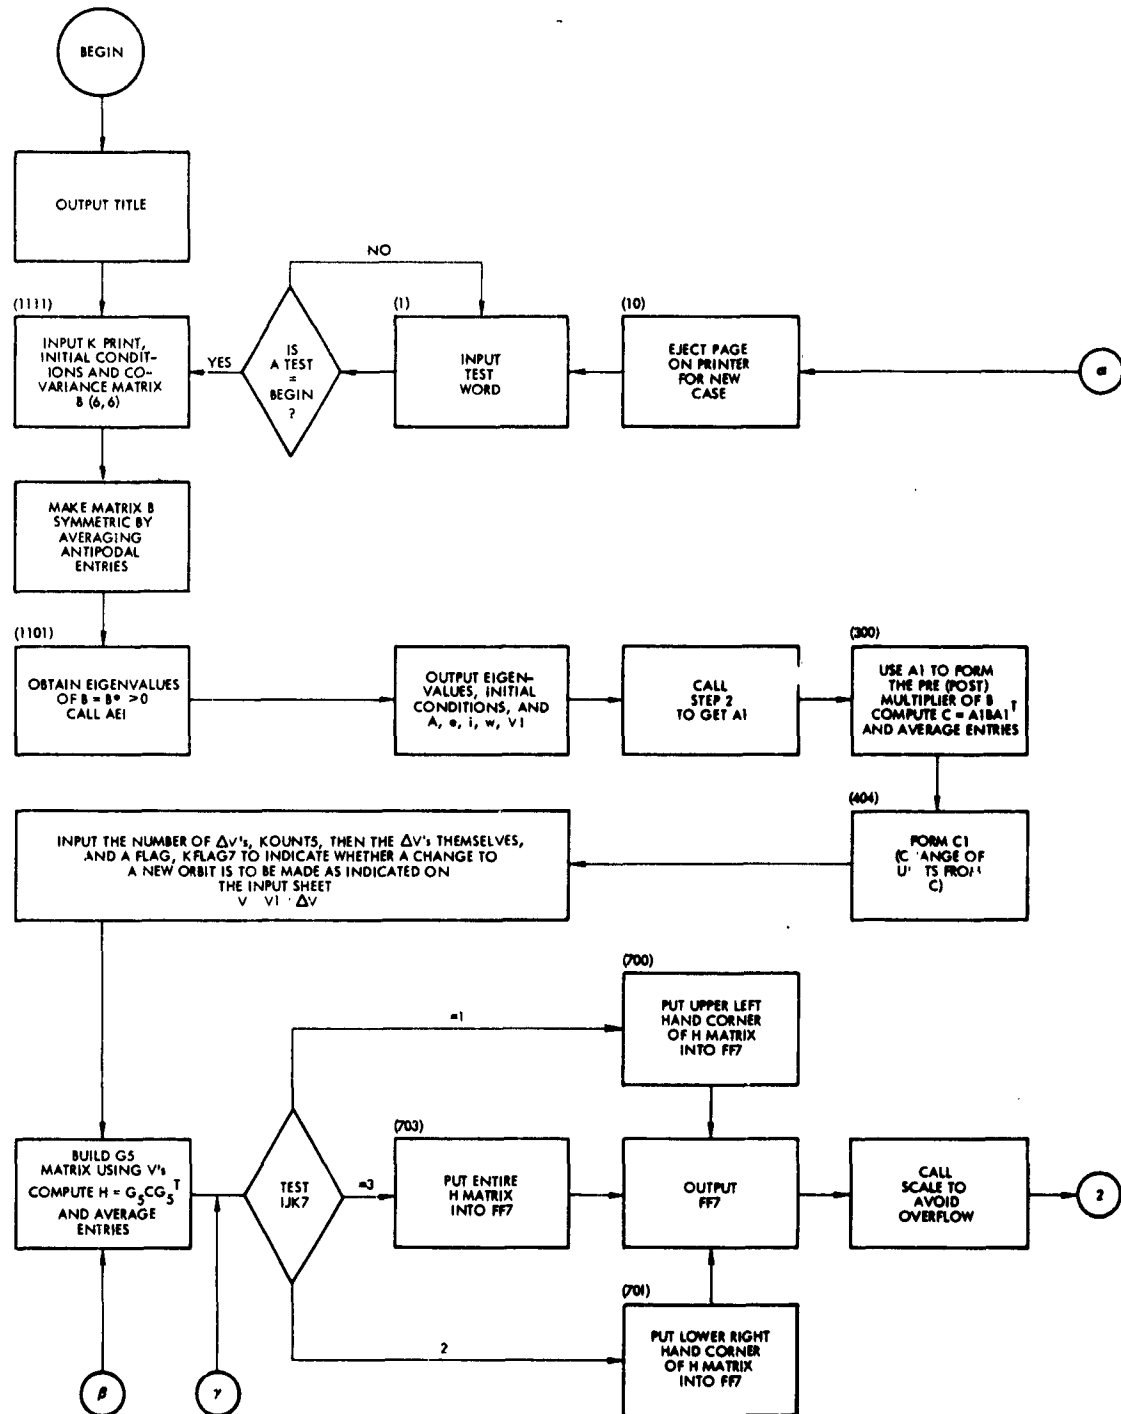 BEGIN
OUTPUT TITLE
NO
(1111)
INPUT K PRINT,
INITIAL CONDIT-
IONS AND CO-
VARIANCE MATRIX
B (6,6)
YES
IS
A TEST
=
BEGIN
?
(1)
INPUT
TEST
WORD
(10)
EJECT PAGE
ON PRINTER
FOR NEW
CASE
α
MAKE MATRIX B
SYMMETRIC BY
AVERAGING
ANTIPODAL
ENTRIES
(1101)
OBTAIN EIGENVALUES
OF B = B* >0
CALL AEI
OUTPUT EIGEN-
VALUES, INITIAL
CONDITIONS, AND
A, e, i, w, V1
CALL
STEP 2
TO GET A1
(300)
USE A1 TO FORM
THE PRE (POST)
MULTIPLIER OF B
COMPUTE C = A1BA1^T
AND AVERAGE ENTRIES
(404)
FORM C1
OF
FROM
C)
INPUT THE NUMBER OF ΔV's, KOUNT5, THEN THE ΔV's THEMSELVES,
AND A FLAG, KFLAG7 TO INDICATE WHETHER A CHANGE TO
A NEW ORBIT IS TO BE MADE AS INDICATED ON
THE INPUT SHEET
V V1 ΔV
BUILD G5
MATRIX USING V's
COMPUTE H = G5CG5^T
AND AVERAGE
ENTRIES
TEST
IJK7
=1
(700)
PUT UPPER LEFT
HAND CORNER
OF H MATRIX
INTO FF7
=3
(703)
PUT ENTIRE
H MATRIX
INTO FF7
OUTPUT
FF7
CALL
SCALE TO
AVOID
OVERFLOW
2
2
(701)
PUT LOWER RIGHT
HAND CORNER
OF H MATRIX
INTO FF7
β
γ